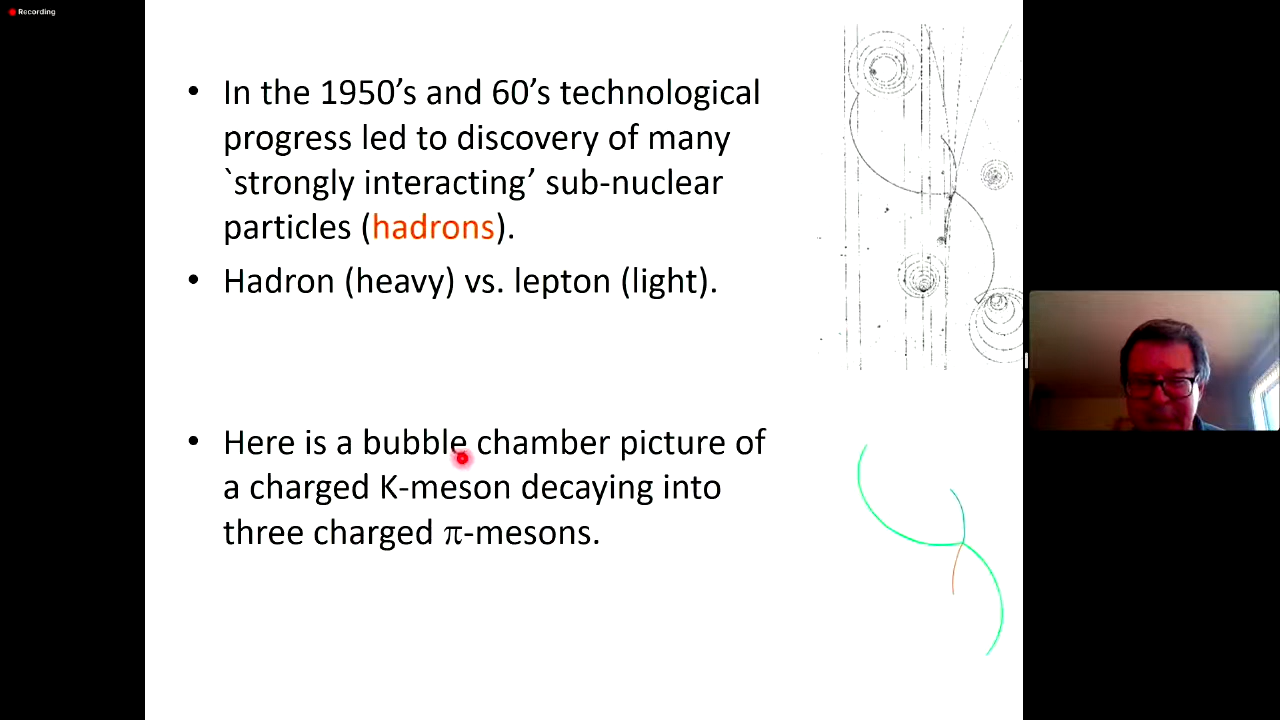 Recording
• In the 1950’s and 60’s technological
progress led to discovery of many
`strongly interacting’ sub-nuclear
particles (hadrons).
• Hadron (heavy) vs. lepton (light).
• Here is a bubble chamber picture of
a charged K-meson decaying into
three charged π-mesons.